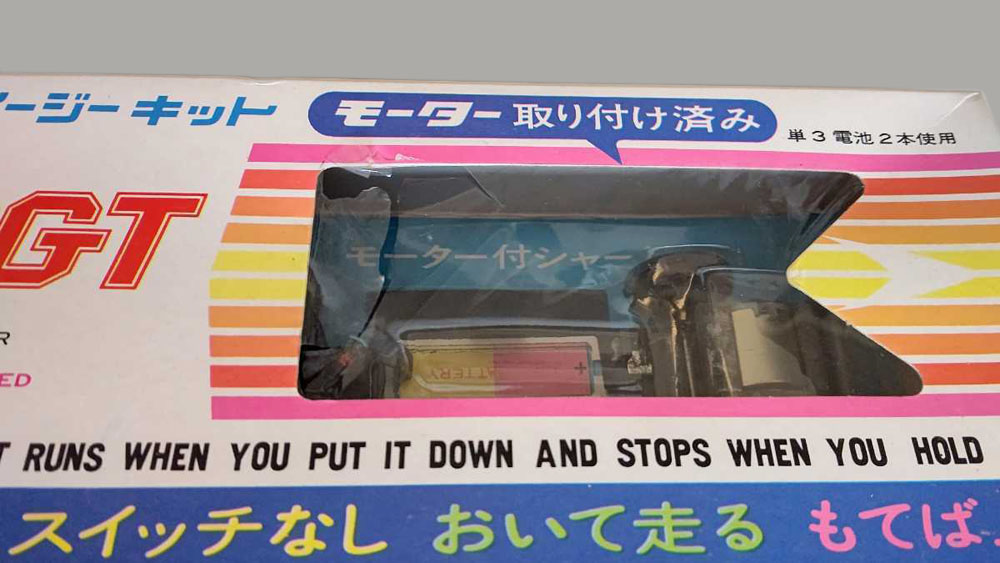 ージーキット
モーター取り付け済み
単3電池2本使用
GT
モーター付シャー
R
ED
BATTERY +
T RUNS WHEN YOU PUT IT DOWN AND STOPS WHEN YOU HOLD
スイッチなし おいて走る もてば